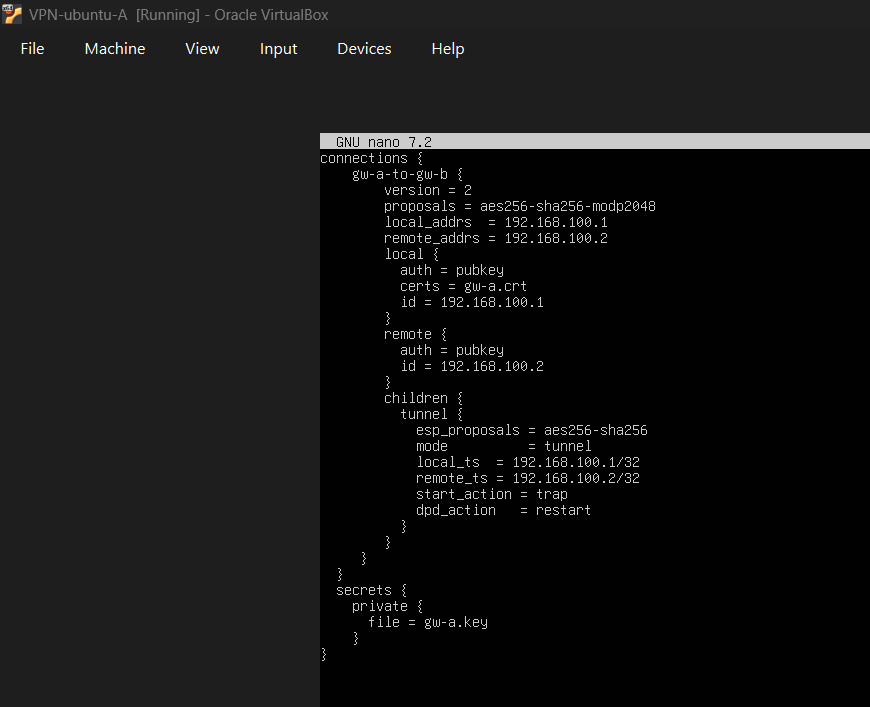 VPN-ubuntu-A [Running] - Oracle VirtualBox
File Machine View Input Devices Help
GNU nano 7.2
connections {
gw-a-to-gw-b {
version = 2
proposals = aes256-sha256-modp2048
local_addrs = 192.168.100.1
remote_addrs = 192.168.100.2
local {
auth = pubkey
certs = gw-a.crt
id = 192.168.100.1
}
remote {
auth = pubkey
id = 192.168.100.2
}
children {
tunnel {
esp_proposals = aes256-sha256
mode = tunnel
local_ts = 192.168.100.1/32
remote_ts = 192.168.100.2/32
start_action = trap
dpd_action = restart
}
}
}
}
secrets {
private {
file = gw-a.key
}
}